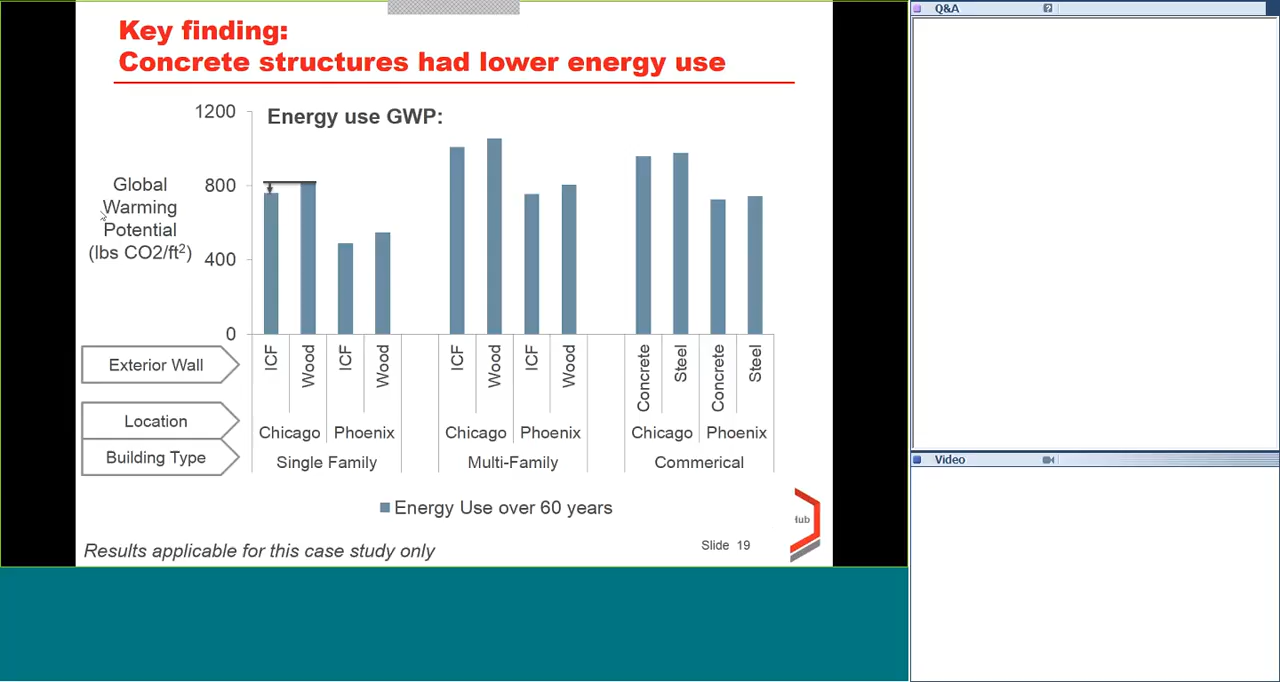 Key finding:
Concrete structures had lower energy use
Energy use GWP:
Global
Warming
Potential
(lbs CO2/ft²)
1200
800
400
0
Exterior Wall
ICF
Wood
ICF
Wood
ICF
Wood
ICF
Wood
Concrete
Steel
Concrete
Steel
Location
Chicago
Phoenix
Chicago
Phoenix
Chicago
Phoenix
Building Type
Single Family
Multi-Family
Commerical
Energy Use over 60 years
Results applicable for this case study only
Slide 19
Q&A
?
Video